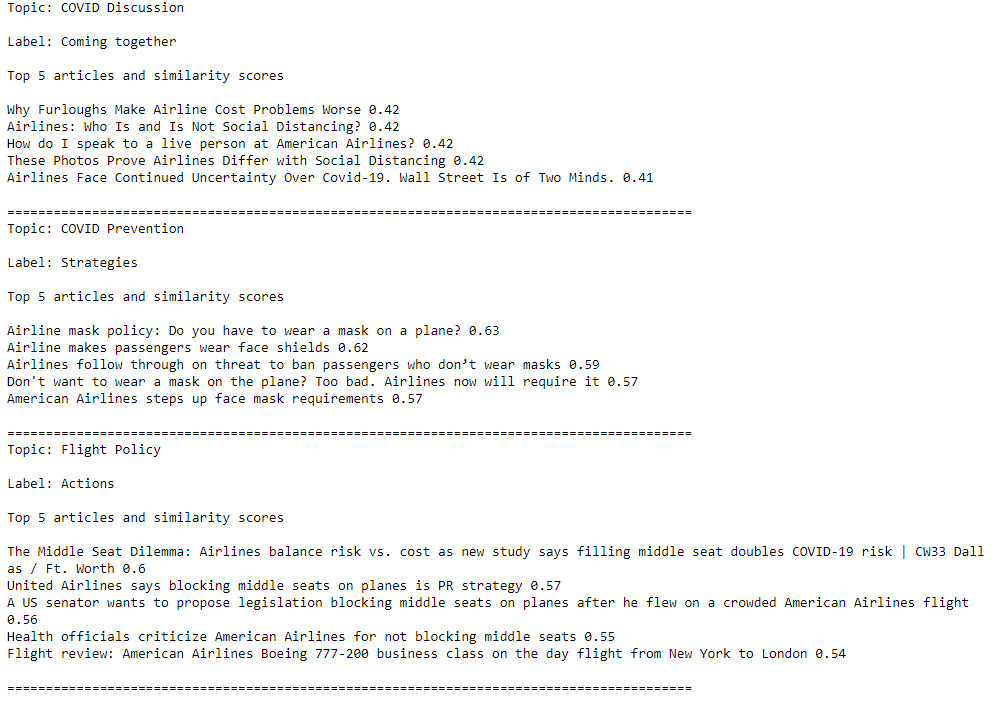 Topic: COVID Discussion
Label: Coming together
Top 5 articles and similarity scores
Why Furloughs Make Airline Cost Problems Worse 0.42
Airlines: Who Is and Is Not Social Distancing? 0.42
How do I speak to a live person at American Airlines? 0.42
These Photos Prove Airlines Differ with Social Distancing 0.42
Airlines Face Continued Uncertainty Over Covid-19. Wall Street Is of Two Minds. 0.41
=========================================================================================
Topic: COVID Prevention
Label: Strategies
Top 5 articles and similarity scores
Airline mask policy: Do you have to wear a mask on a plane? 0.63
Airline makes passengers wear face shields 0.62
Airlines follow through on threat to ban passengers who don’t wear masks 0.59
Don't want to wear a mask on the plane? Too bad. Airlines now will require it 0.57
American Airlines steps up face mask requirements 0.57
=========================================================================================
Topic: Flight Policy
Label: Actions
Top 5 articles and similarity scores
The Middle Seat Dilemma: Airlines balance risk vs. cost as new study says filling middle seat doubles COVID-19 risk | CW33 Dall
as / Ft. Worth 0.6
United Airlines says blocking middle seats on planes is PR strategy 0.57
A US senator wants to propose legislation blocking middle seats on planes after he flew on a crowded American Airlines flight
0.56
Health officials criticize American Airlines for not blocking middle seats 0.55
Flight review: American Airlines Boeing 777-200 business class on the day flight from New York to London 0.54
=========================================================================================